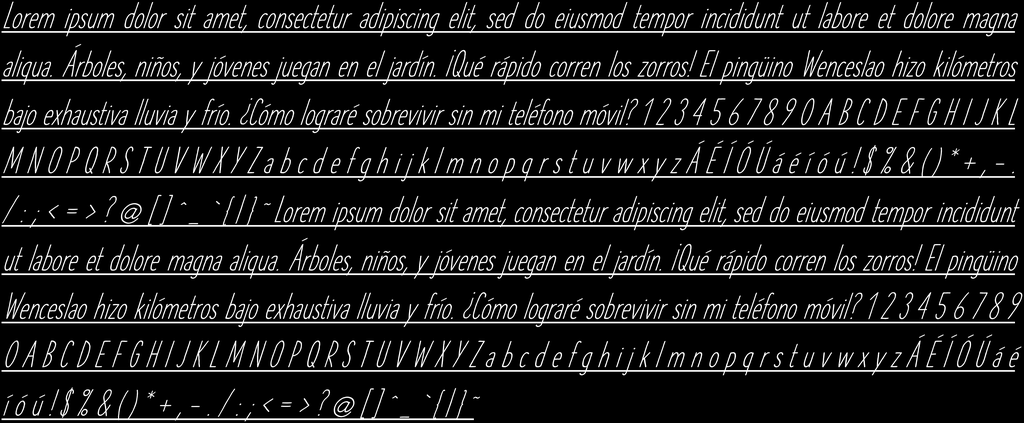 Lorem ipsum dolor sit amet, consectetur adipiscing elit, sed do eiusmod tempor incididunt ut labore et dolore magna
aliqua. Árboles, niños, y jóvenes juegan en el jardín. ¡Qué rápido corren los zorros! El pingüino Wenceslao hizo kilómetros
bajo exhaustiva lluvia y frío. ¿Cómo lograré sobrevivir sin mi teléfono móvil? 1 2 3 4 5 6 7 8 9 0 A B C D E F G H I J K L
M N O P Q R S T U V W X Y Z a b c d e f g h i j k l m n o p q r s t u v w x y z Á É Í Ó Ú á é í ó ú ! $ % & ( ) * + , - .
/ : ; < = > ? @ [ ] ^ _ ` { | } ~ Lorem ipsum dolor sit amet, consectetur adipiscing elit, sed do eiusmod tempor incididunt
ut labore et dolore magna aliqua. Árboles, niños, y jóvenes juegan en el jardín. ¡Qué rápido corren los zorros! El pingüino
Wenceslao hizo kilómetros bajo exhaustiva lluvia y frío. ¿Cómo lograré sobrevivir sin mi teléfono móvil? 1 2 3 4 5 6 7 8 9
0 A B C D E F G H I J K L M N O P Q R S T U V W X Y Z a b c d e f g h i j k l m n o p q r s t u v w x y z Á É Í Ó Ú á é
í ó ú ! $ % & ( ) * + , - . / : ; < = > ? @ [ ] ^ _ ` { | } ~